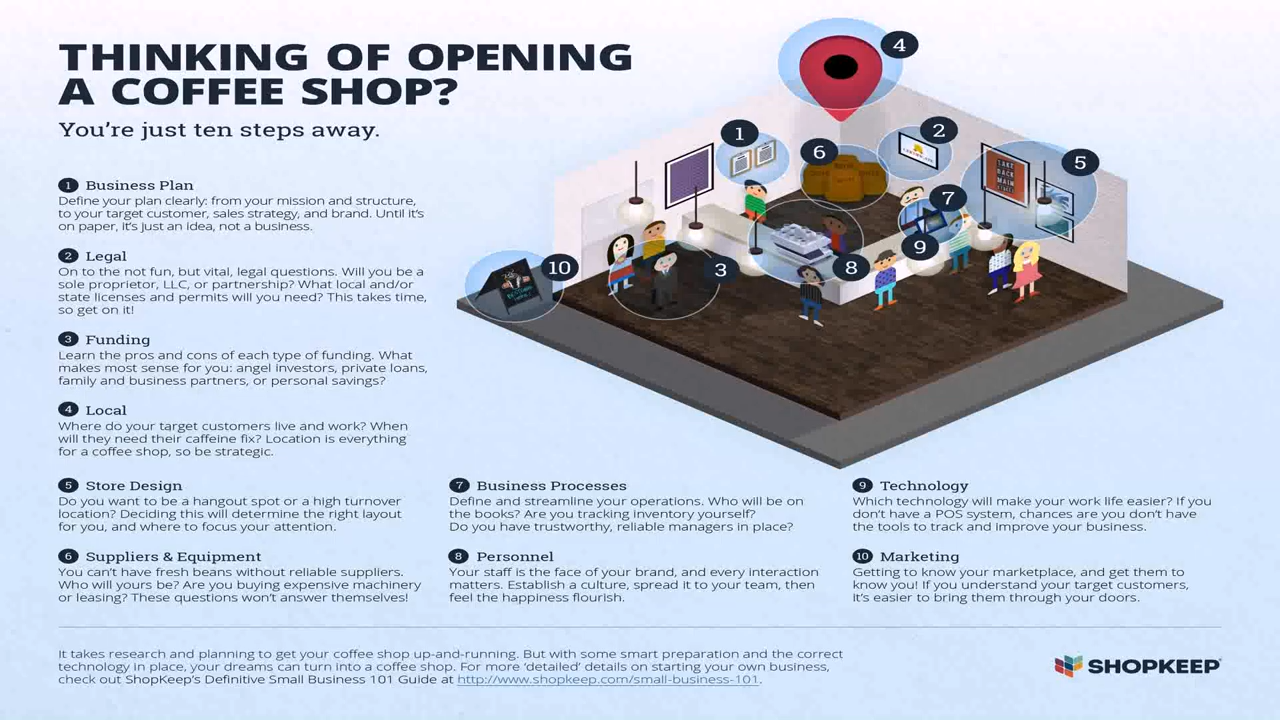 THINKING OF OPENING
A COFFEE SHOP?
You're just ten steps away.
1 Business Plan
Define your plan clearly: from your mission and structure,
to your target customer, sales strategy, and brand. Until it's
on paper, it's just an idea, not a business.
2 Legal
On to the not fun, but vital, legal questions. Will you be a
sole proprietor, LLC, or partnership? What local and/or
state licenses and permits will you need? This takes time,
so get on it!
3 Funding
Learn the pros and cons of each type of funding. What
makes most sense for you: angel investors, private loans,
family and business partners, or personal savings?
4 Local
Where do your target customers live and work? When
will they need their caffeine fix? Location is everything
for a coffee shop, so be strategic.
5 Store Design
Do you want to be a hangout spot or a high turnover
location? Deciding this will determine the right layout
for you, and where to focus your attention.
6 Suppliers & Equipment
You can't have fresh beans without reliable suppliers.
Who will yours be? Are you buying expensive machinery
or leasing? These questions won't answer themselves!
7 Business Processes
Define and streamline your operations. Who will be on
the books? Are you tracking inventory yourself?
Do you have trustworthy, reliable managers in place?
8 Personnel
Your staff is the face of your brand, and every interaction
matters. Establish a culture, spread it to your team, then
feel the happiness flourish.
9 Technology
Which technology will make your work life easier? If you
don't have a POS system, chances are you don't have
the tools to track and improve your business.
10 Marketing
Getting to know your marketplace, and get them to
know you! If you understand your target customers,
it's easier to bring them through your doors.
4
1
2
6
5
7
9
10
3
8
TAKE
BACK
MAIN
STREET
It takes research and planning to get your coffee shop up-and-running. But with some smart preparation and the correct
technology in place, your dreams can turn into a coffee shop. For more 'detailed' details on starting your own business,
check out ShopKeep's Definitive Small Business 101 Guide at http://www.shopkeep.com/small-business-101.
SHOPKEEP